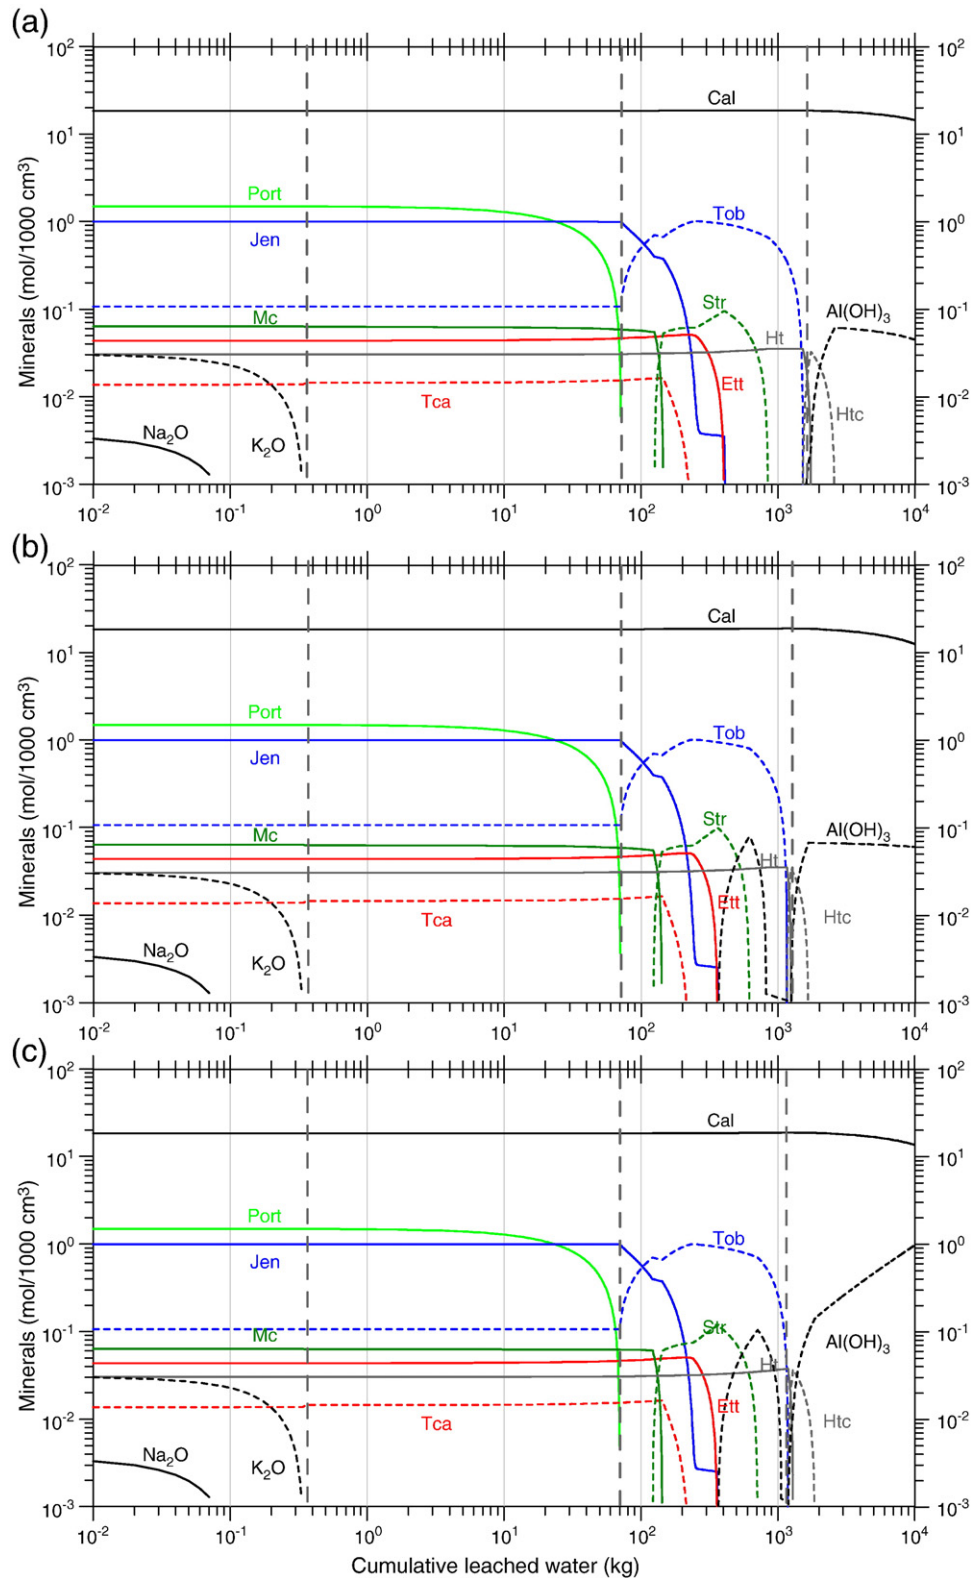 (a)
10² 10²
Cal
10¹ 10¹
Port
10⁰ Tob 10⁰
Jen
10⁻¹ Str Al(OH)₃ 10⁻¹
Mc
Ht
Ett
10⁻² Tca Htc 10⁻²
Na₂O K₂O
10⁻³ 10⁻³
10⁻² 10⁻¹ 10⁰ 10¹ 10² 10³ 10⁴
Minerals (mol/1000 cm³)
(b)
10² 10²
Cal
10¹ 10¹
Port
10⁰ Tob 10⁰
Jen
10⁻¹ Al(OH)₃ 10⁻¹
Str
Mc
Ht
Ett
10⁻² Tca Htc 10⁻²
Na₂O K₂O
10⁻³ 10⁻³
10⁻² 10⁻¹ 10⁰ 10¹ 10² 10³ 10⁴
Minerals (mol/1000 cm³)
(c)
10² 10²
Cal
10¹ 10¹
Port
10⁰ Tob 10⁰
Jen
10⁻¹ Str 10⁻¹
Mc Al(OH)₃
Ht
Ett
10⁻² Tca Htc 10⁻²
Na₂O K₂O
10⁻³ 10⁻³
10⁻² 10⁻¹ 10⁰ 10¹ 10² 10³ 10⁴
Minerals (mol/1000 cm³)
Cumulative leached water (kg)